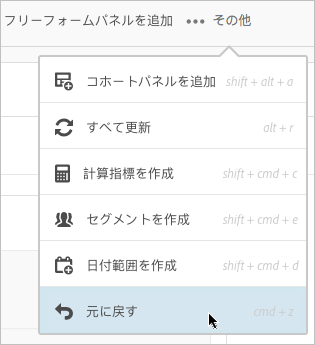 フリーフォームパネルを追加 ••• その他
コホートパネルを追加 shift + alt + a
すべて更新 alt + r
計算指標を作成 shift + cmd + c
セグメントを作成 shift + cmd + e
日付範囲を作成 shift + cmd + d
元に戻す cmd + z